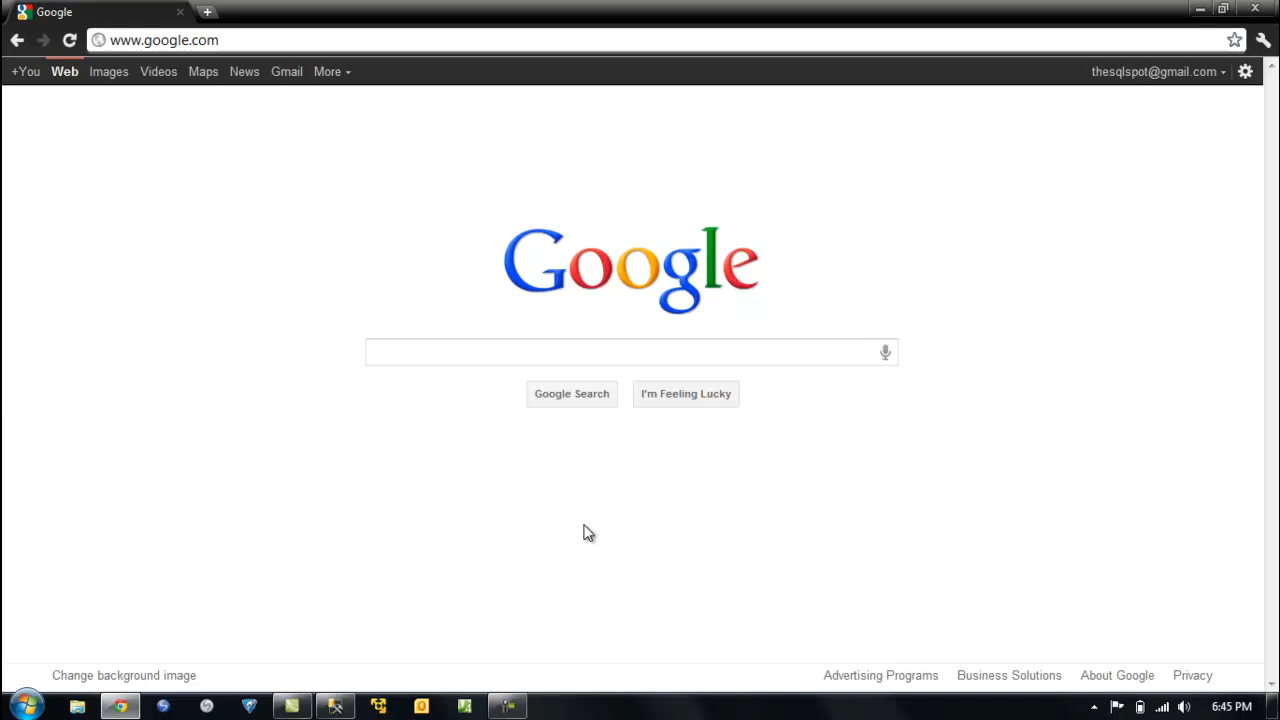 Google
www.google.com
+You Web Images Videos Maps News Gmail More thesqlspot@gmail.com
Google
Google Search I'm Feeling Lucky
Change background image Advertising Programs Business Solutions About Google Privacy
6:45 PM